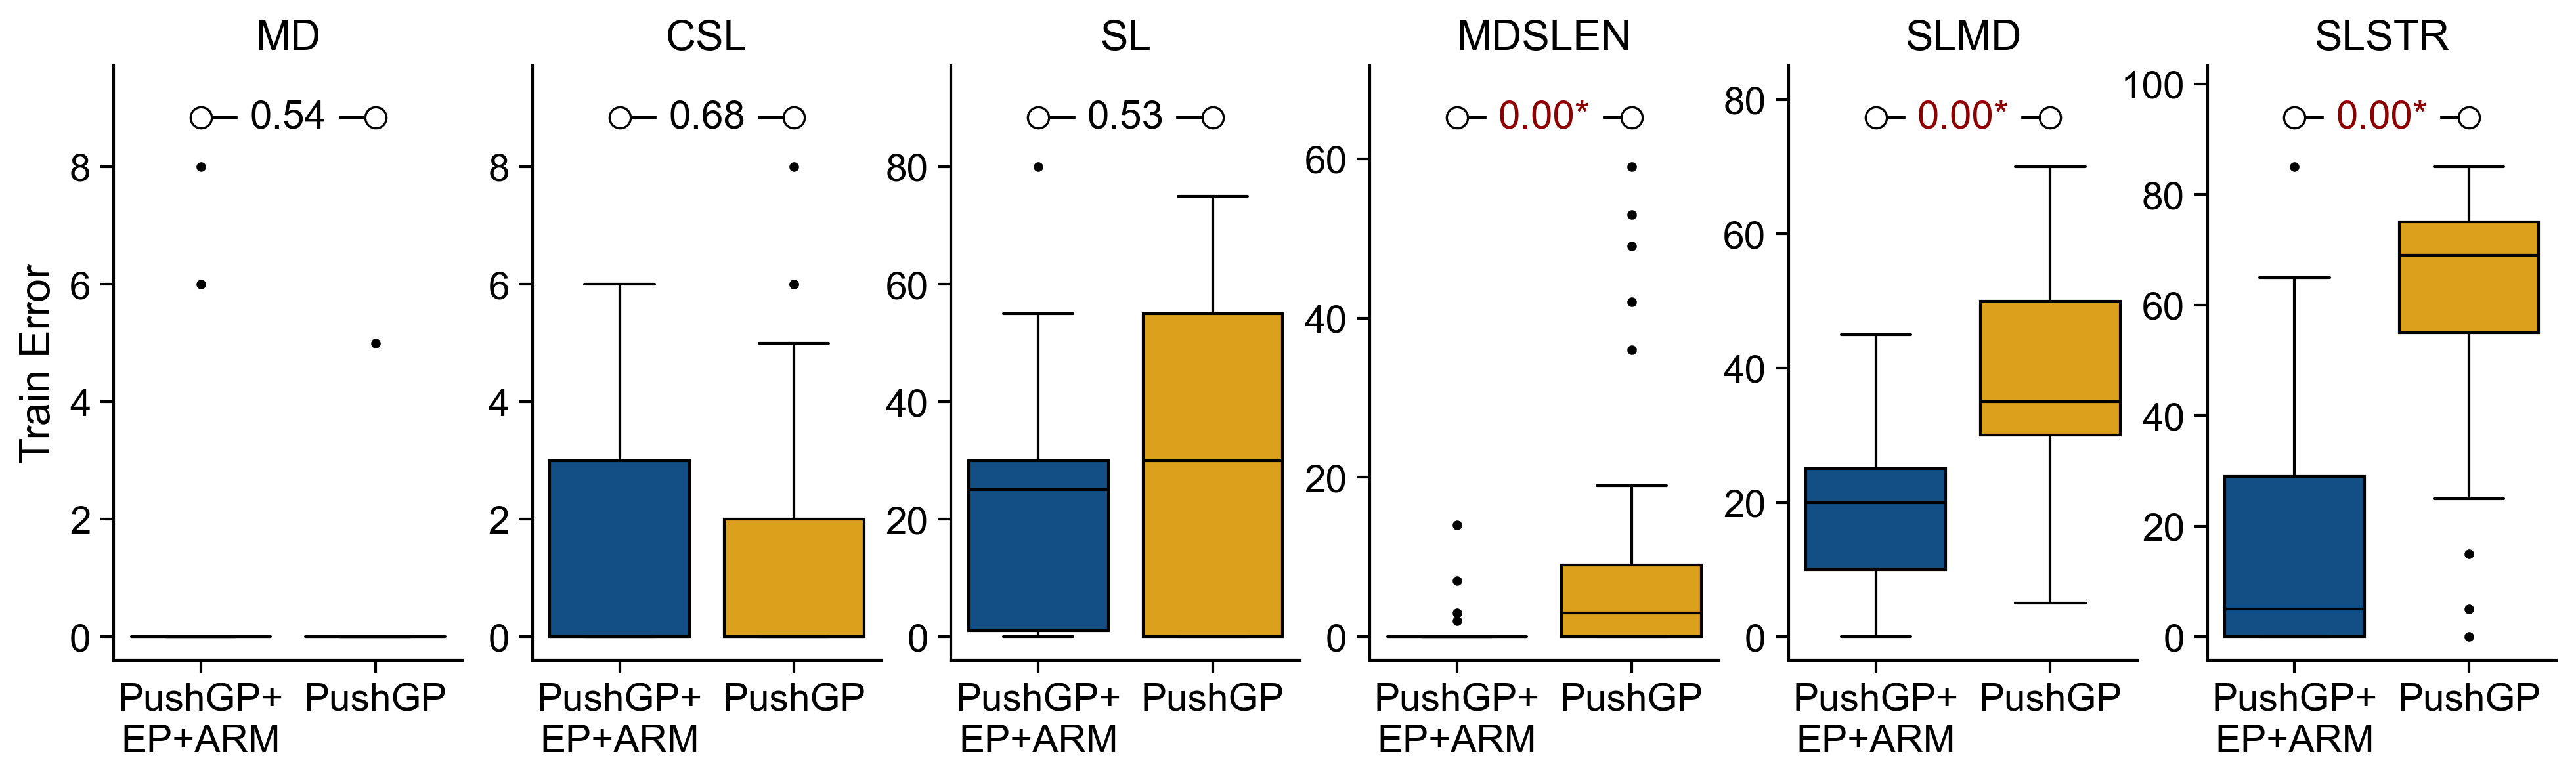 MD
CSL
SL
MDSLEN
SLMD
SLSTR
Train Error
0.54
8
6
4
2
0
PushGP+
EP+ARM
PushGP
0.68
8
6
4
2
0
PushGP+
EP+ARM
PushGP
0.53
80
60
40
20
0
PushGP+
EP+ARM
PushGP
0.00*
60
40
20
0
PushGP+
EP+ARM
PushGP
0.00*
80
60
40
20
0
PushGP+
EP+ARM
PushGP
0.00*
100
80
60
40
20
0
PushGP+
EP+ARM
PushGP